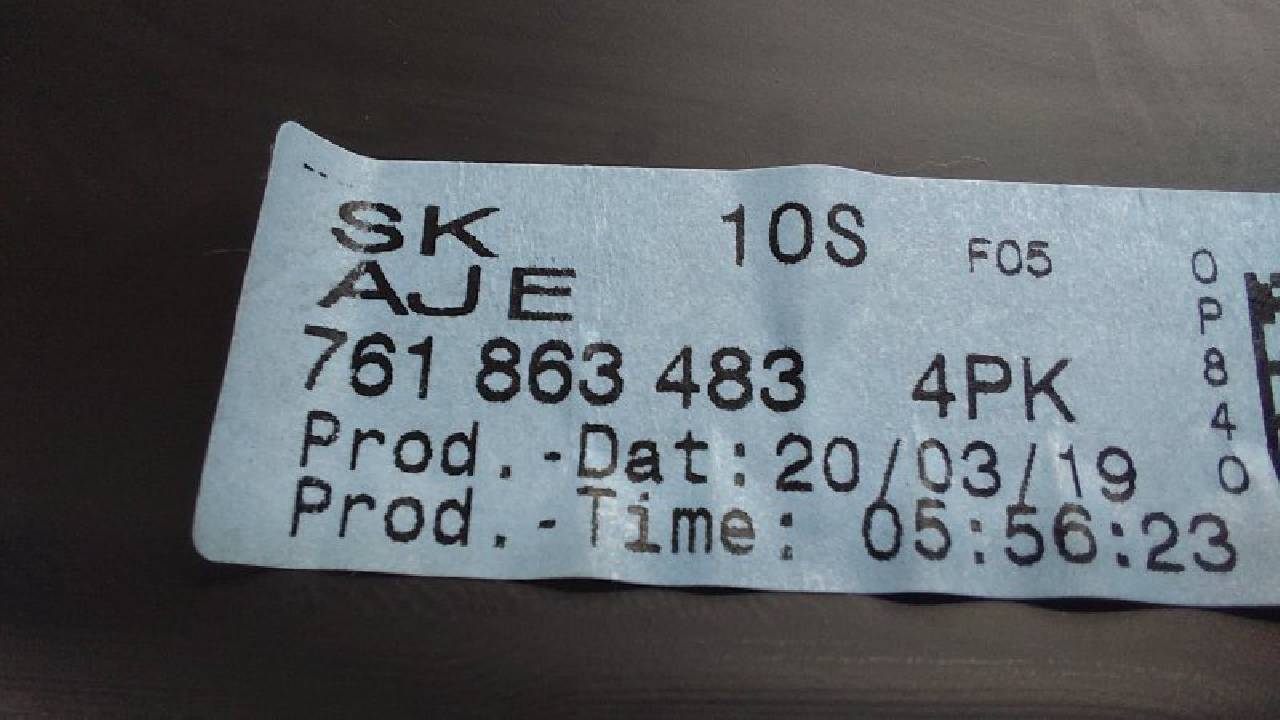 SK 10S F05
AJE
761 863 483 4PK
Prod.-Dat:20/03/19
Prod.-Time: 05:56:23
OP840